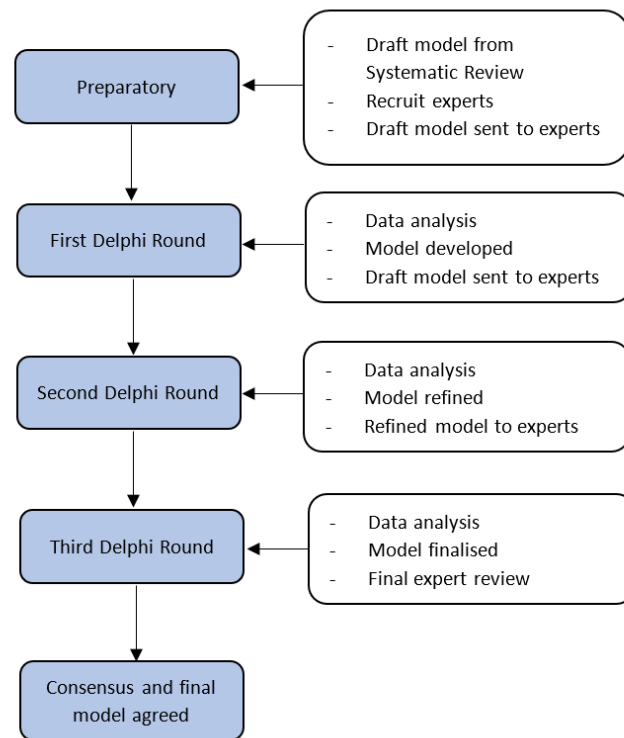 Preparatory
- Draft model from
Systematic Review
- Recruit experts
- Draft model sent to experts
First Delphi Round
- Data analysis
- Model developed
- Draft model sent to experts
Second Delphi Round
- Data analysis
- Model refined
- Refined model to experts
Third Delphi Round
- Data analysis
- Model finalised
- Final expert review
Consensus and final
model agreed